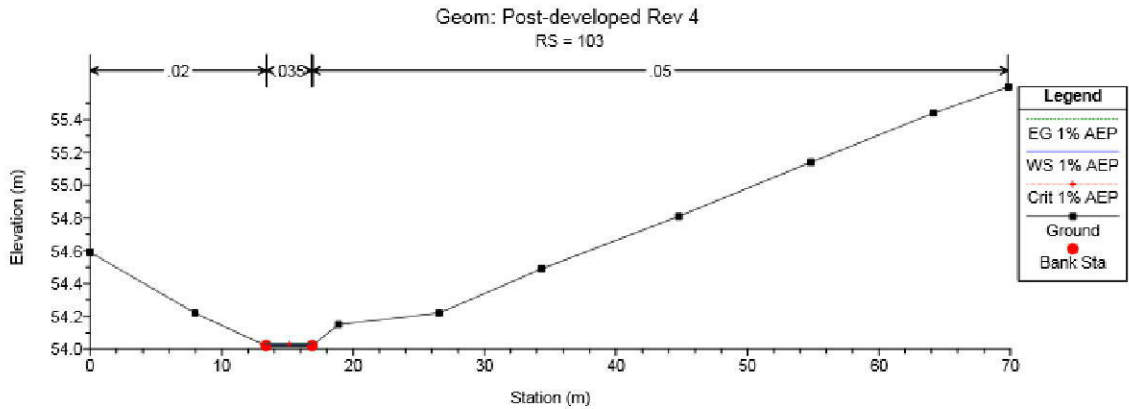 Geom: Post-developed Rev 4
RS = 103
.02
.035
.05
Elevation (m)
55.4
55.2
55.0
54.8
54.6
54.4
54.2
54.0
0
10
20
30
40
50
60
70
Station (m)
Legend
EG 1% AEP
WS 1% AEP
Crit 1% AEP
Ground
Bank Sta